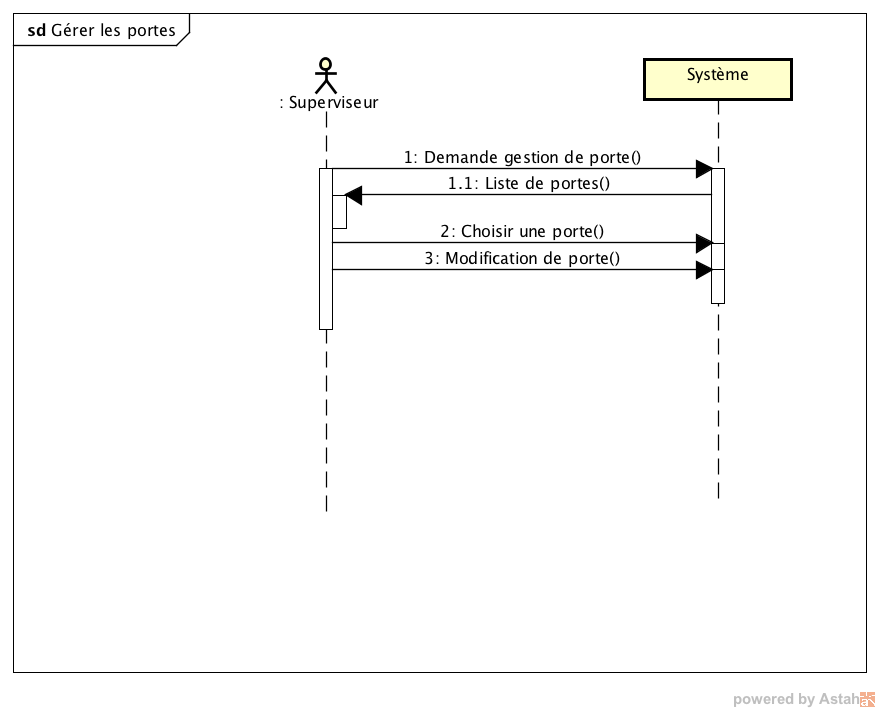 sd Gérer les portes
: Superviseur
Système
1: Demande gestion de porte()
1.1: Liste de portes()
2: Choisir une porte()
3: Modification de porte()
powered by Astah